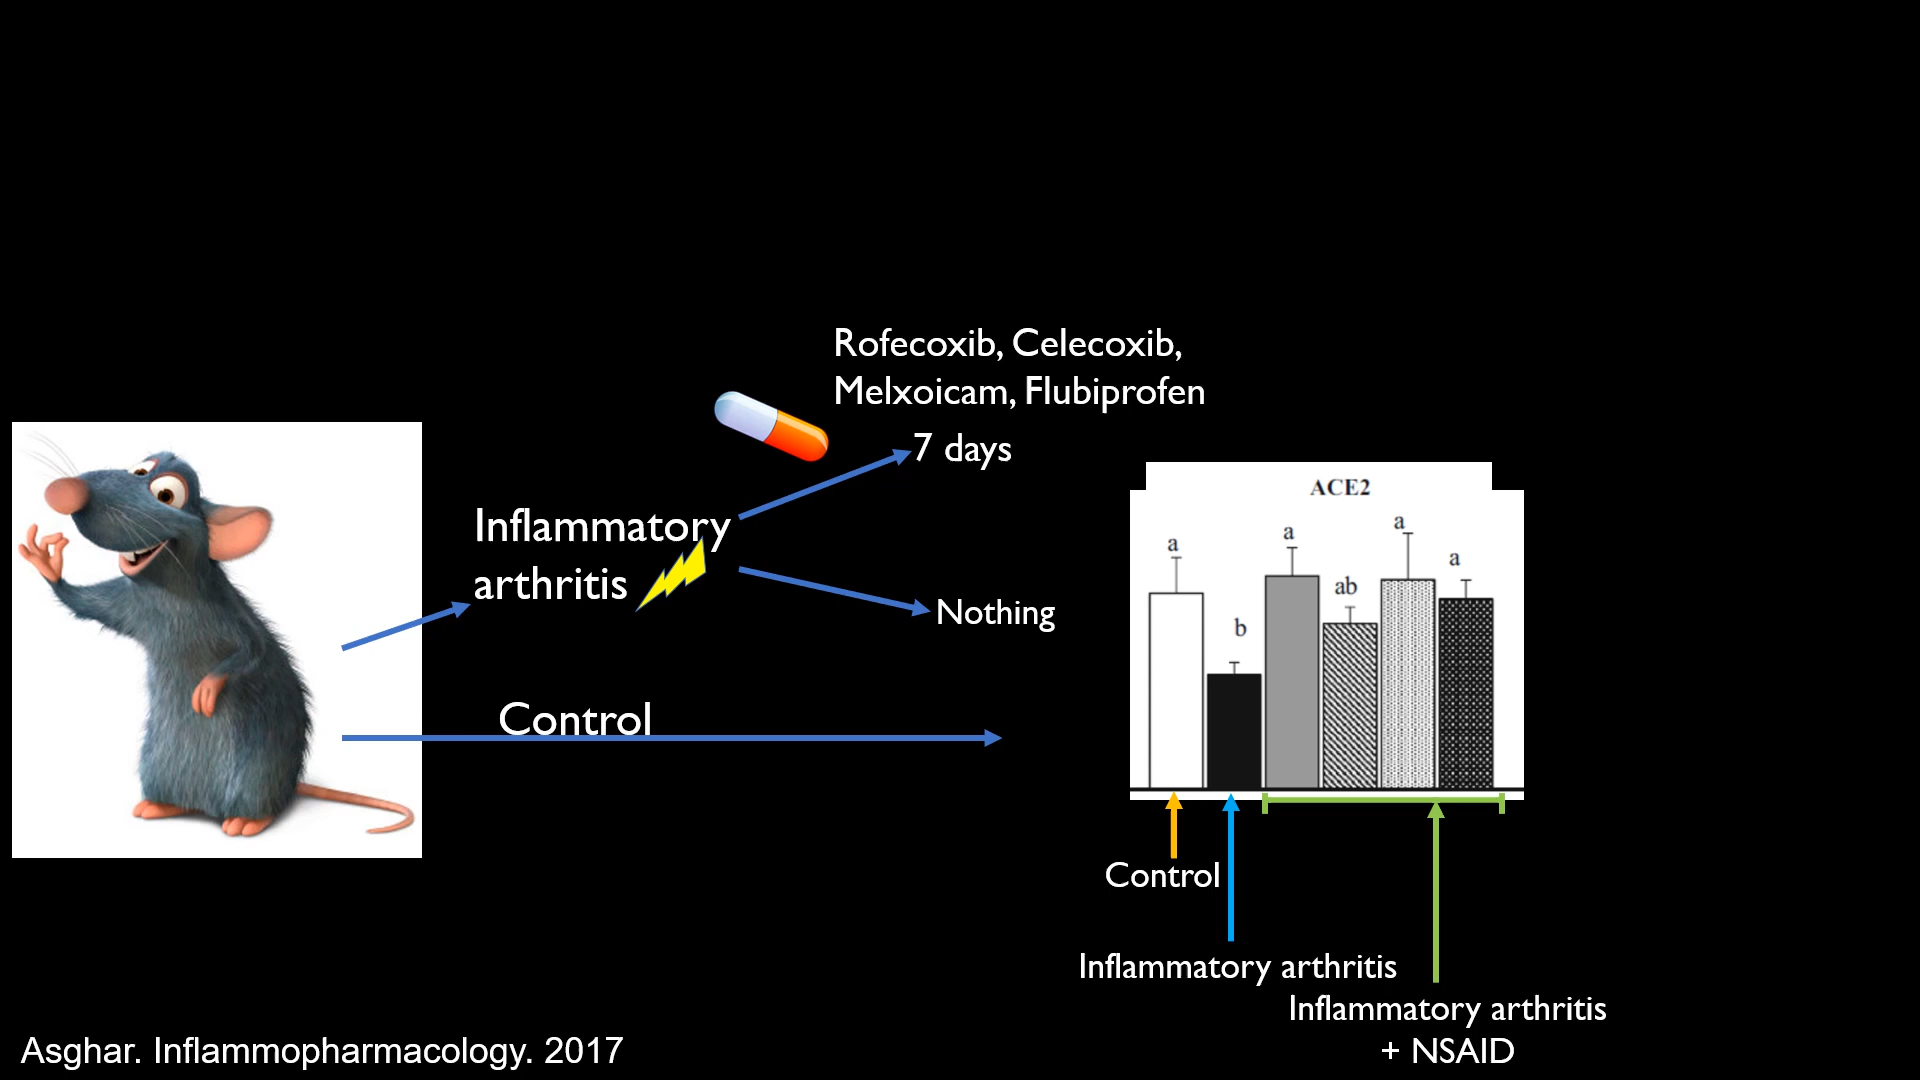 Rofecoxib, Celecoxib,
Melxoicam, Flubiprofen
7 days
Inflammatory
arthritis
Nothing
Control
ACE2
a
b
a
ab
a
a
Control
Inflammatory arthritis
Inflammatory arthritis
+ NSAID
Asghar. Inflammopharmacology. 2017